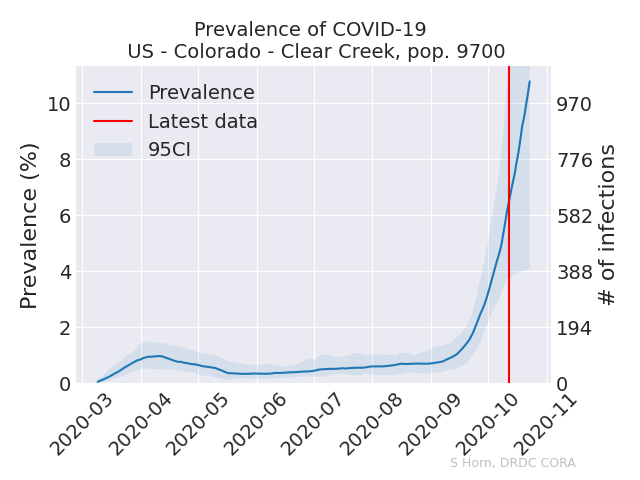 Prevalence of COVID-19
US - Colorado - Clear Creek, pop. 9700
Prevalence
Latest data
95CI
Prevalence (%)
10
8
6
4
2
0
970
776
582
388
194
0
# of infections
2020-03
2020-04
2020-05
2020-06
2020-07
2020-08
2020-09
2020-10
2020-11
S Horn, DRDC CORA